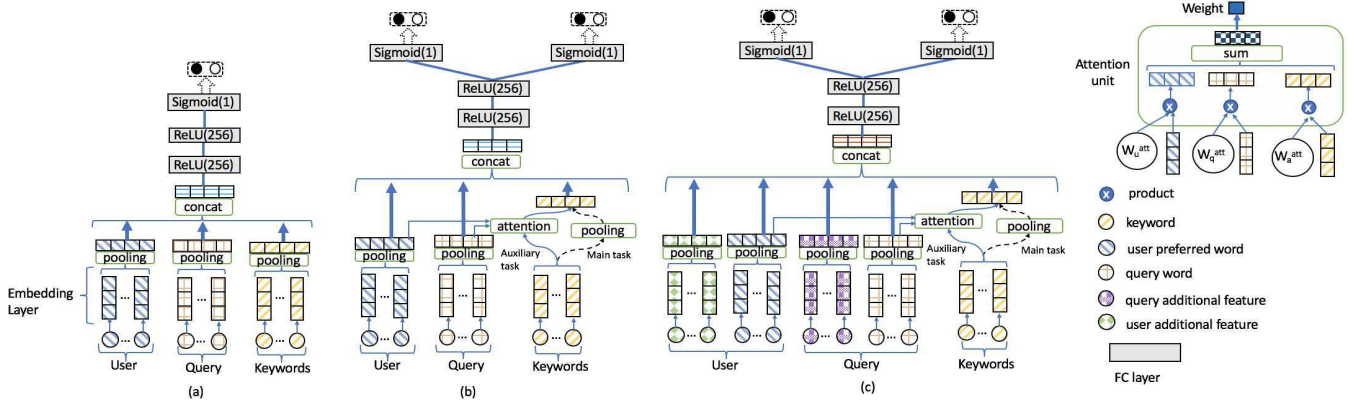 Sigmoid(1)
ReLU(256)
ReLU(256)
concat
pooling
pooling
pooling
Embedding
Layer
...
...
...
...
...
...
User
Query
Keywords
(a)
Sigmoid(1)
Sigmoid(1)
ReLU(256)
ReLU(256)
concat
attention
pooling
pooling
pooling
Auxiliary
task
Main task
...
...
...
...
...
...
User
Query
Keywords
(b)
Sigmoid(1)
Sigmoid(1)
ReLU(256)
ReLU(256)
concat
attention
pooling
pooling
pooling
pooling
pooling
Auxiliary
task
Main task
...
...
...
...
...
...
...
...
...
...
User
Query
Keywords
(c)
Weight
sum
Attention
unit
x
x
x
Wu att
Wq att
Wa att
x
product
keyword
user preferred word
query word
query additional feature
user additional feature
FC layer